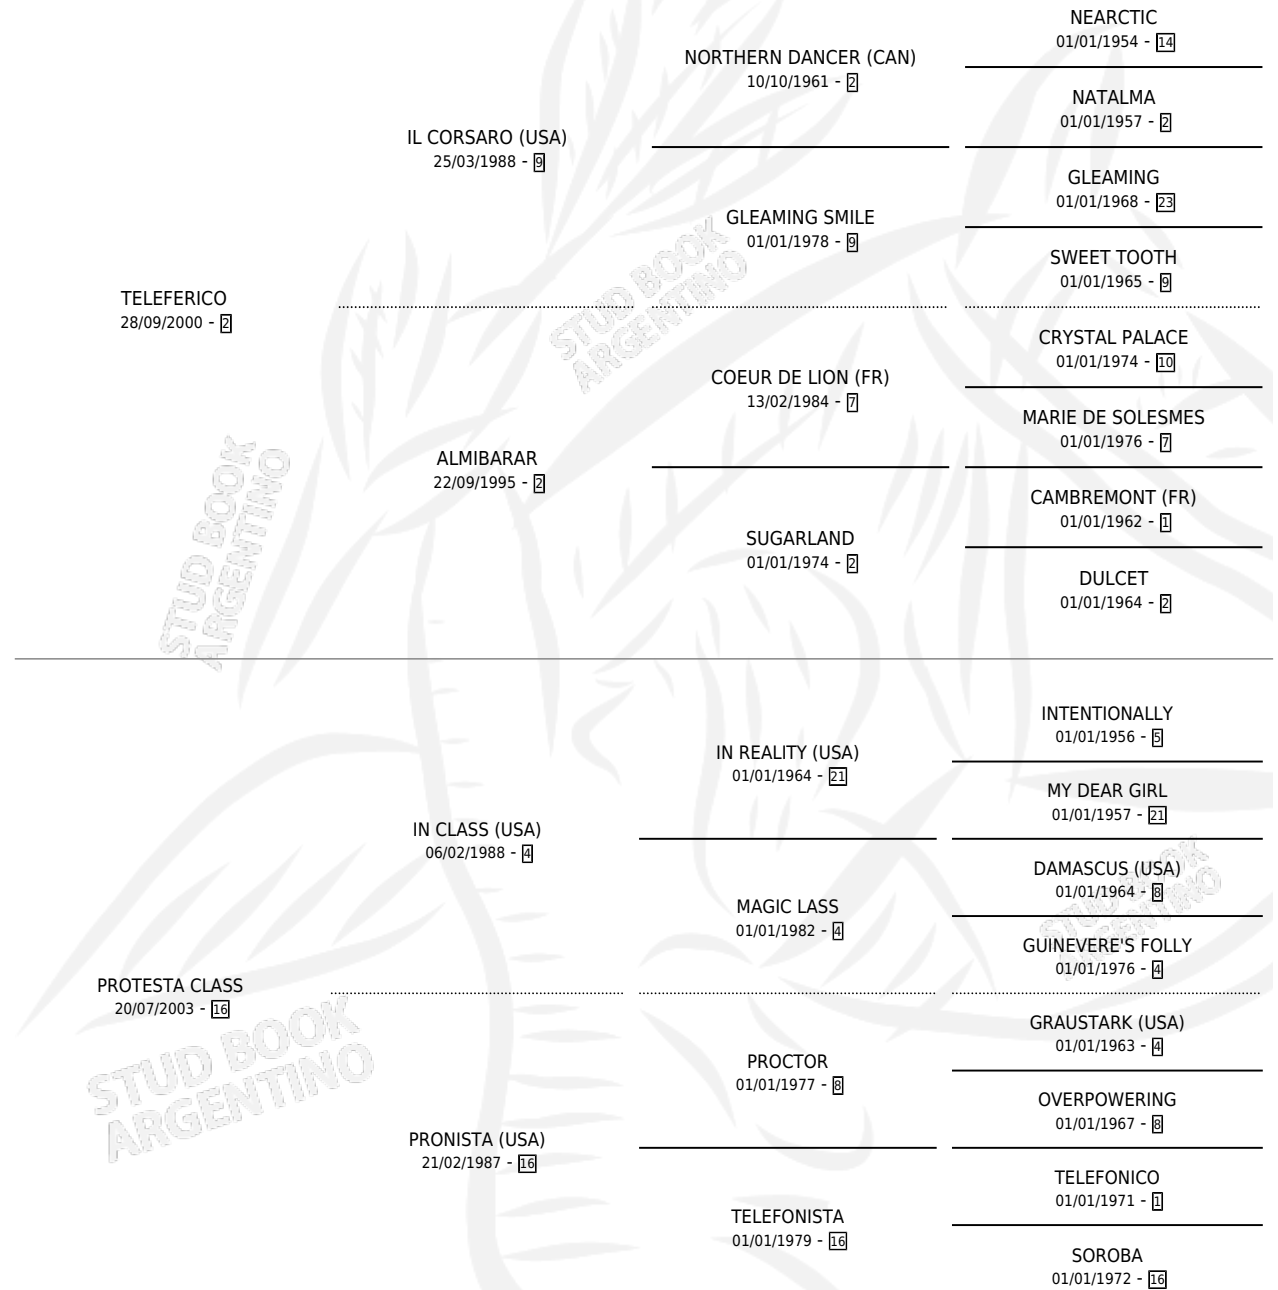 NEARCTIC
01/01/1954 - 14
NORTHERN DANCER (CAN)
10/10/1961 - 2
NATALMA
01/01/1957 - 2
IL CORSARO (USA)
25/03/1988 - 9
GLEAMING
01/01/1968 - 23
GLEAMING SMILE
01/01/1978 - 9
SWEET TOOTH
01/01/1965 - 9
TELEFERICO
28/09/2000 - 2
STUD BOOK
ARGENTINO
CRYSTAL PALACE
01/01/1974 - 10
COEUR DE LION (FR)
13/02/1984 - 7
MARIE DE SOLESMES
01/01/1976 - 7
ALMIBARAR
22/09/1995 - 2
CAMBREMONT (FR)
01/01/1962 - 1
SUGARLAND
01/01/1974 - 2
DULCET
01/01/1964 - 2
STUD BOOK
ARGENTINO
INTENTIONALLY
01/01/1956 - 5
IN REALITY (USA)
01/01/1964 - 21
MY DEAR GIRL
01/01/1957 - 21
IN CLASS (USA)
06/02/1988 - 4
DAMASCUS (USA)
01/01/1964 - 8
MAGIC LASS
01/01/1982 - 4
STUD BOOK
ARGENTINO
GUINEVERE'S FOLLY
01/01/1976 - 4
PROTESTA CLASS
20/07/2003 - 16
GRAUSTARK (USA)
01/01/1963 - 4
PROCTOR
01/01/1977 - 8
OVERPOWERING
01/01/1967 - 8
STUD BOOK
ARGENTINO
PRONISTA (USA)
21/02/1987 - 16
TELEFONICO
01/01/1971 - 1
TELEFONISTA
01/01/1979 - 16
SOROBA
01/01/1972 - 16